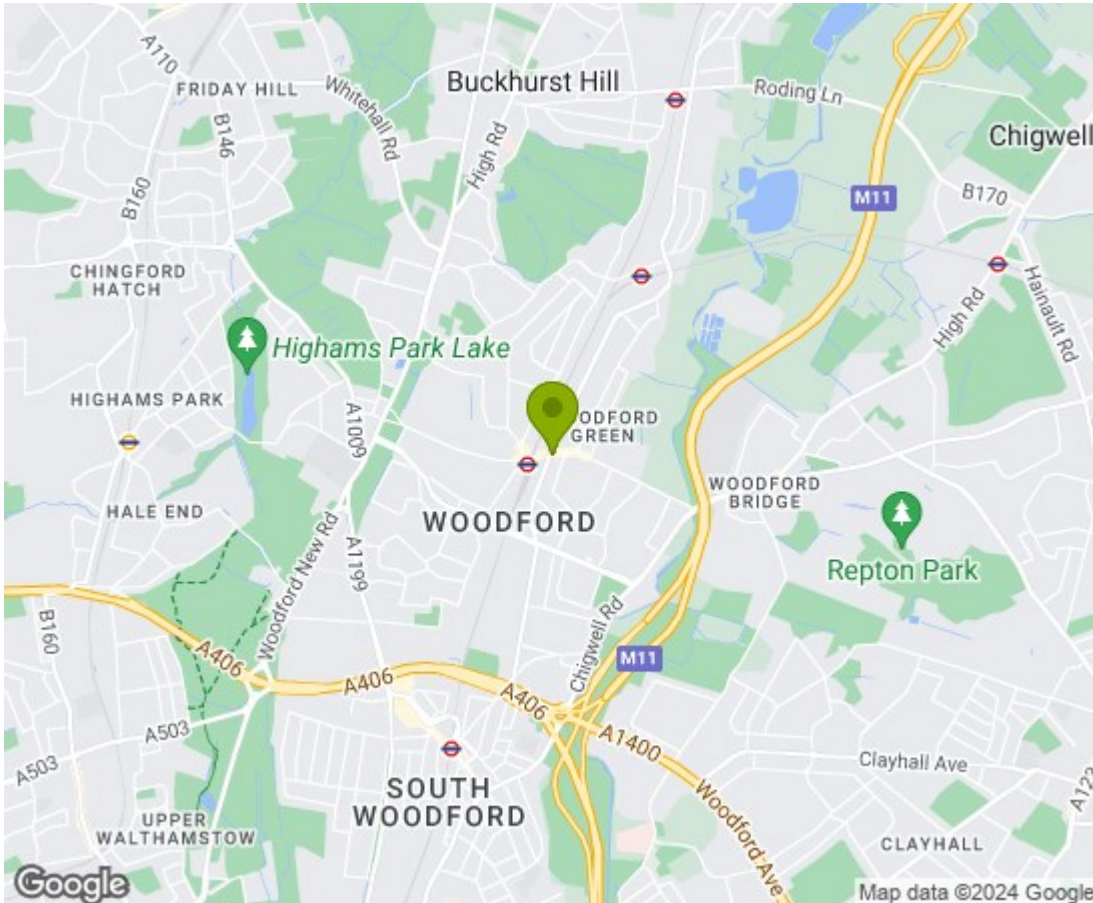 A110
FRIDAY HILL
B146
Whitehall Rd
Buckhurst Hill
High Rd
Roding Ln
Chigwell
B160
M11
B170
CHINGFORD
HATCH
High Rd
Hainault Rd
Highams Park Lake
HIGHAMS PARK
A1009
ODFORD
GREEN
WOODFORD
BRIDGE
HALE END
WOODFORD
Woodford New Rd
A1199
Repton Park
B160
A406
A406
Chigwell Rd
M11
A406
A1400
A503
A503
Clayhall Ave
A123
SOUTH
WOODFORD
Woodford Ave
UPPER
WALTHAMSTOW
CLAYHALL
Google
Map data ©2024 Google